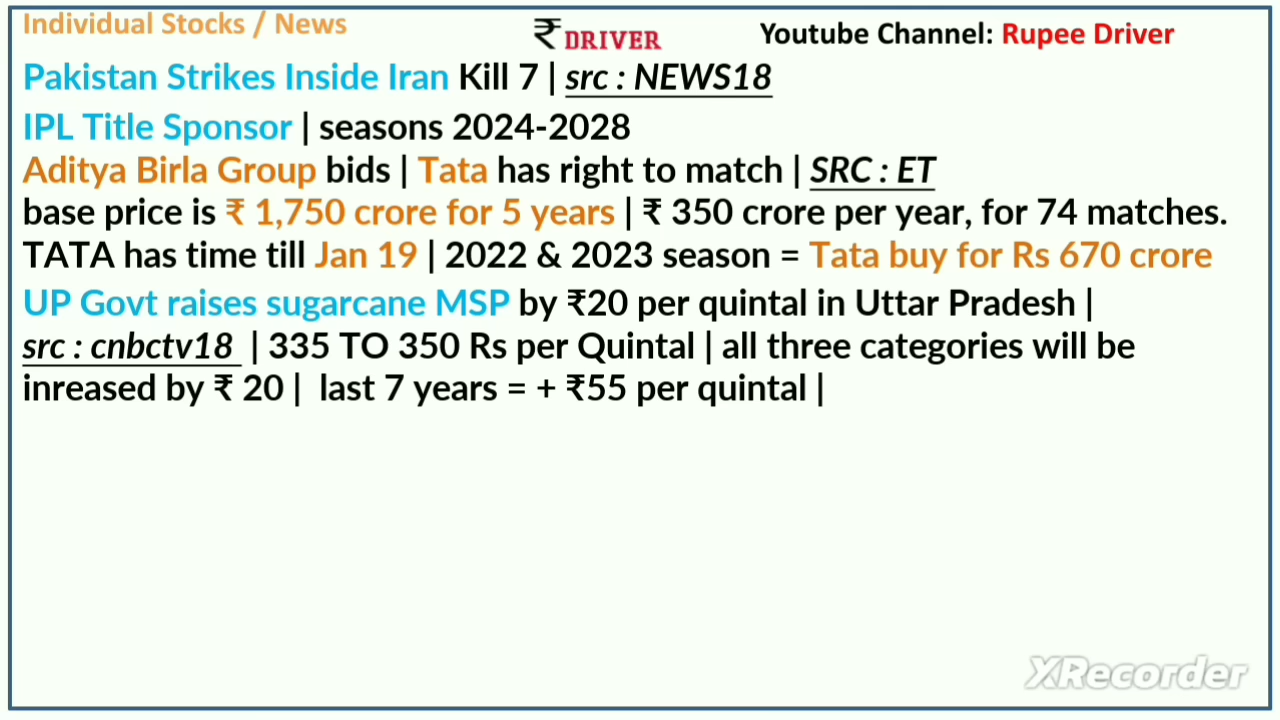 Individual Stocks / News
₹ DRIVER
Youtube Channel: Rupee Driver
Pakistan Strikes Inside Iran Kill 7 | src : NEWS18
IPL Title Sponsor | seasons 2024-2028
Aditya Birla Group bids | Tata has right to match | SRC : ET
base price is ₹ 1,750 crore for 5 years | ₹ 350 crore per year, for 74 matches.
TATA has time till Jan 19 | 2022 & 2023 season = Tata buy for Rs 670 crore
UP Govt raises sugarcane MSP by ₹20 per quintal in Uttar Pradesh |
src : cnbctv18 | 335 TO 350 Rs per Quintal | all three categories will be
inreased by ₹ 20 | last 7 years = + ₹55 per quintal |
XRecorder